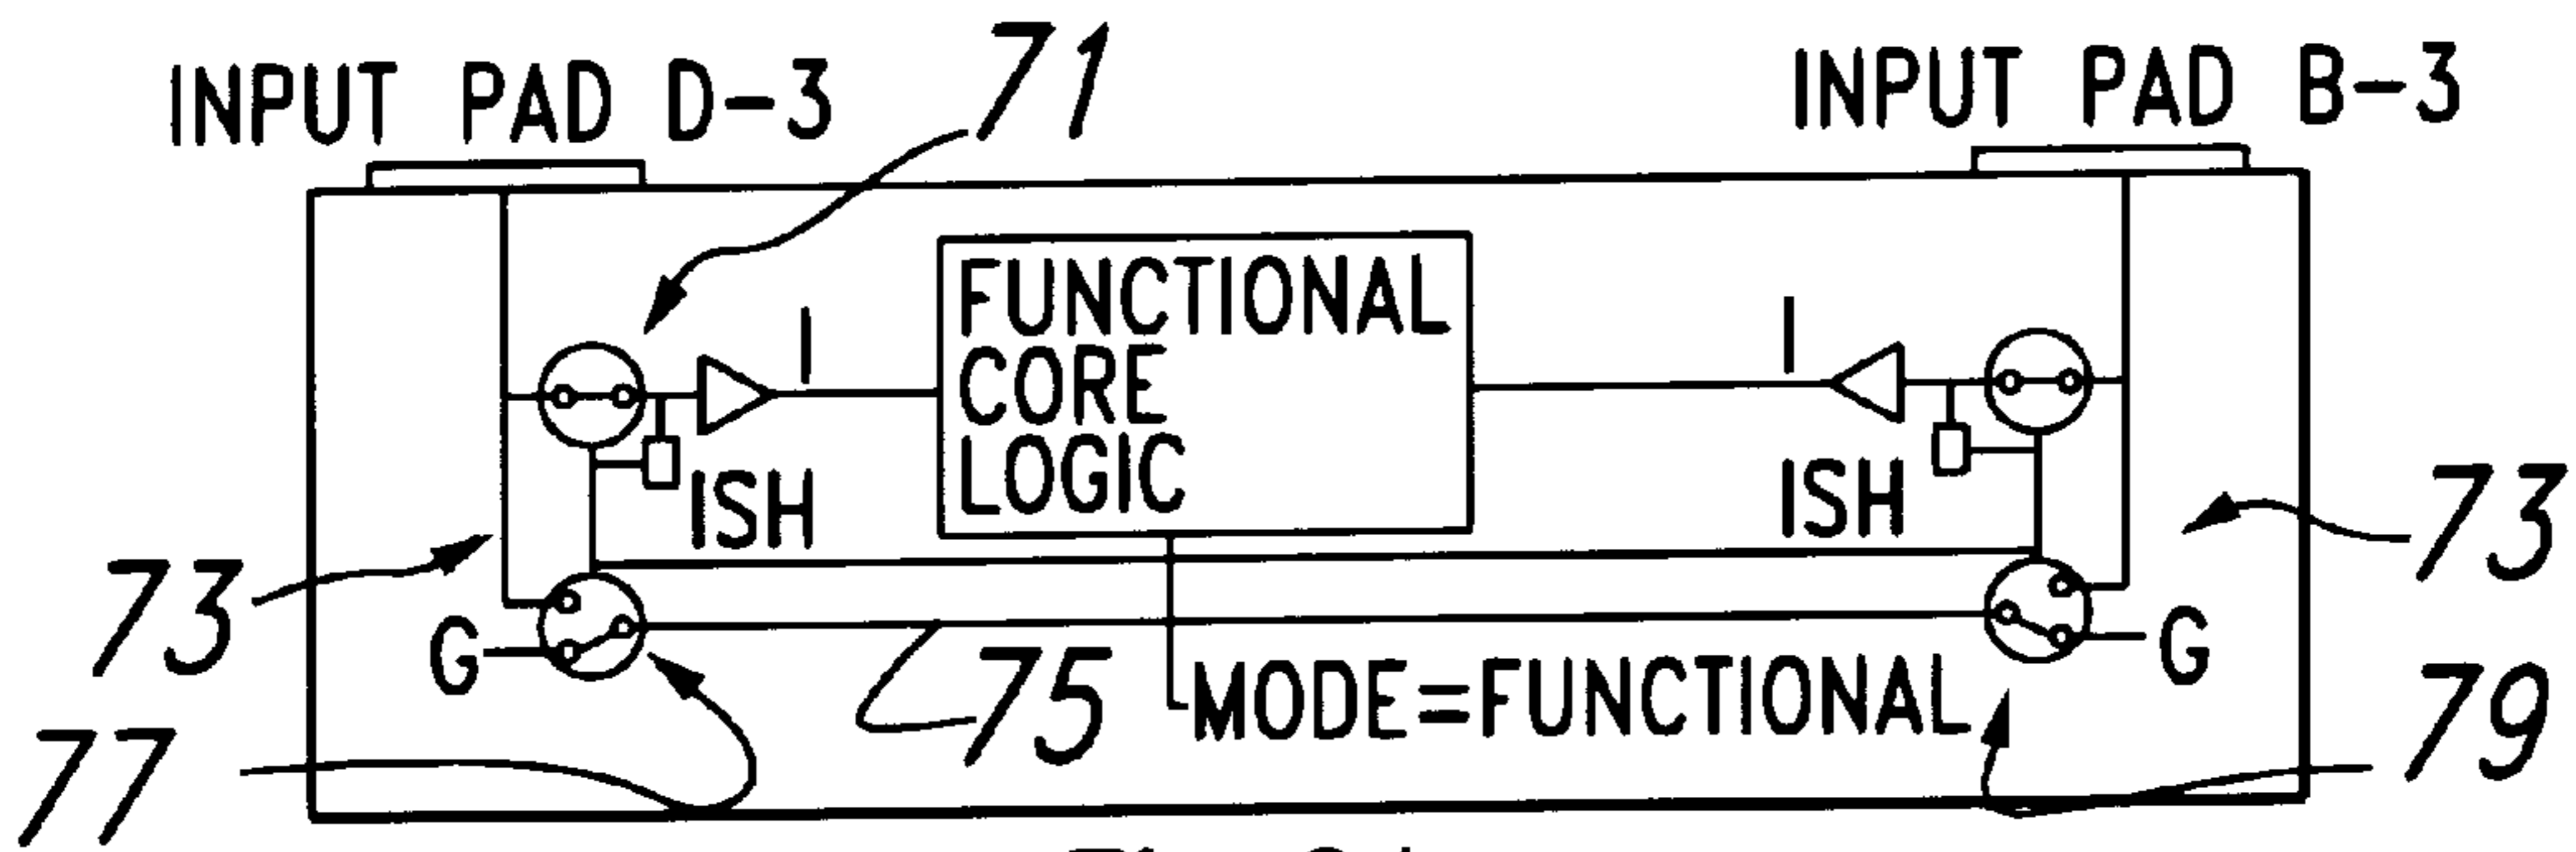 INPUT PAD D-3
71
INPUT PAD B-3
FUNCTIONAL
CORE
LOGIC
I
I
ISH
ISH
73
73
G
G
75
MODE=FUNCTIONAL
77
79